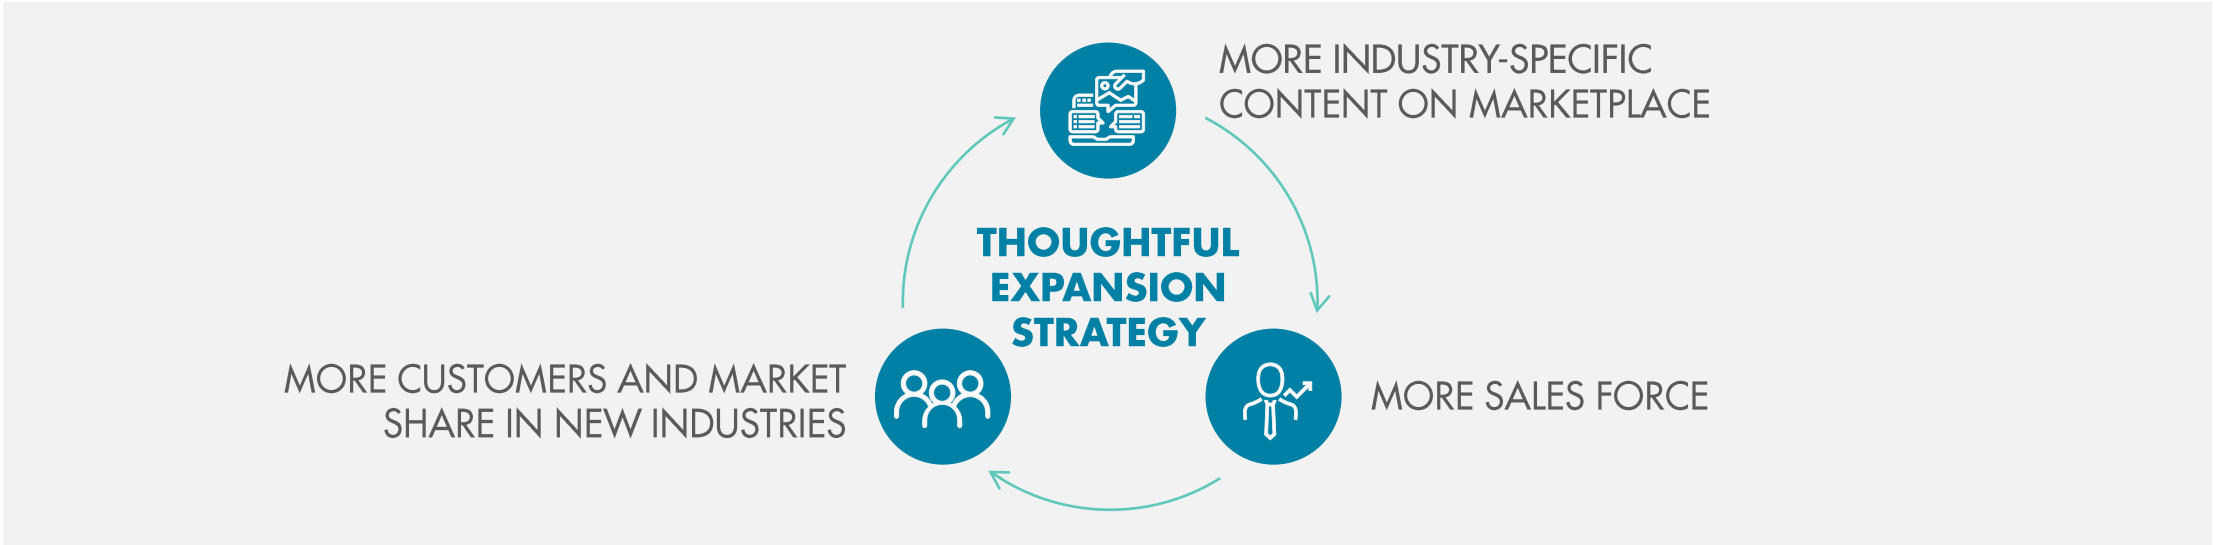 MORE INDUSTRY-SPECIFIC
CONTENT ON MARKETPLACE
THOUGHTFUL
EXPANSION
STRATEGY
MORE CUSTOMERS AND MARKET
SHARE IN NEW INDUSTRIES
MORE SALES FORCE